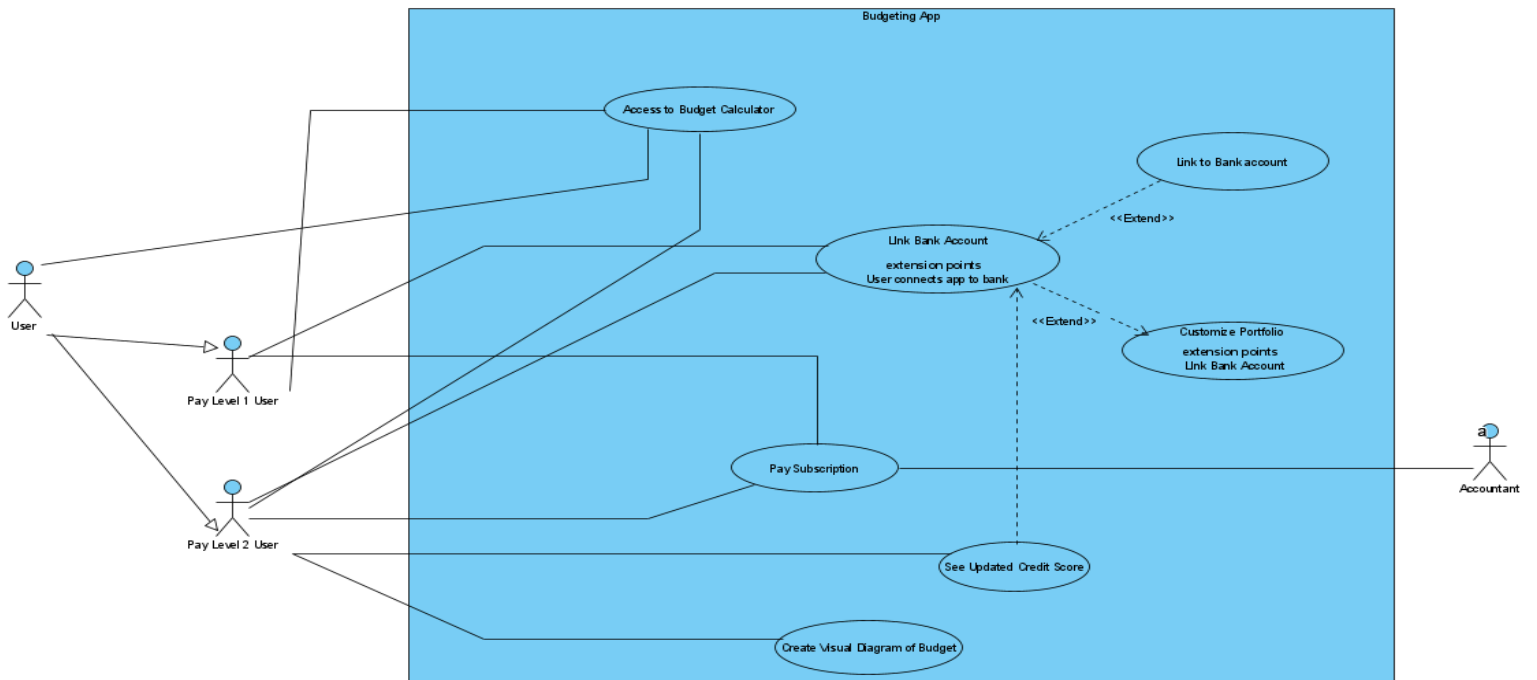 Budgeting App
Access to Budget Calculator
Link to Bank account
<<Extend>>
LInk Bank Account
extension points
User connects app to bank
User
<<Extend>>
Customize Portfolio
extension points
LInk Bank Account
Pay Level 1 User
a
Accountant
Pay Subscription
Pay Level 2 User
See Updated Credit Score
Create Visual Diagram of Budget